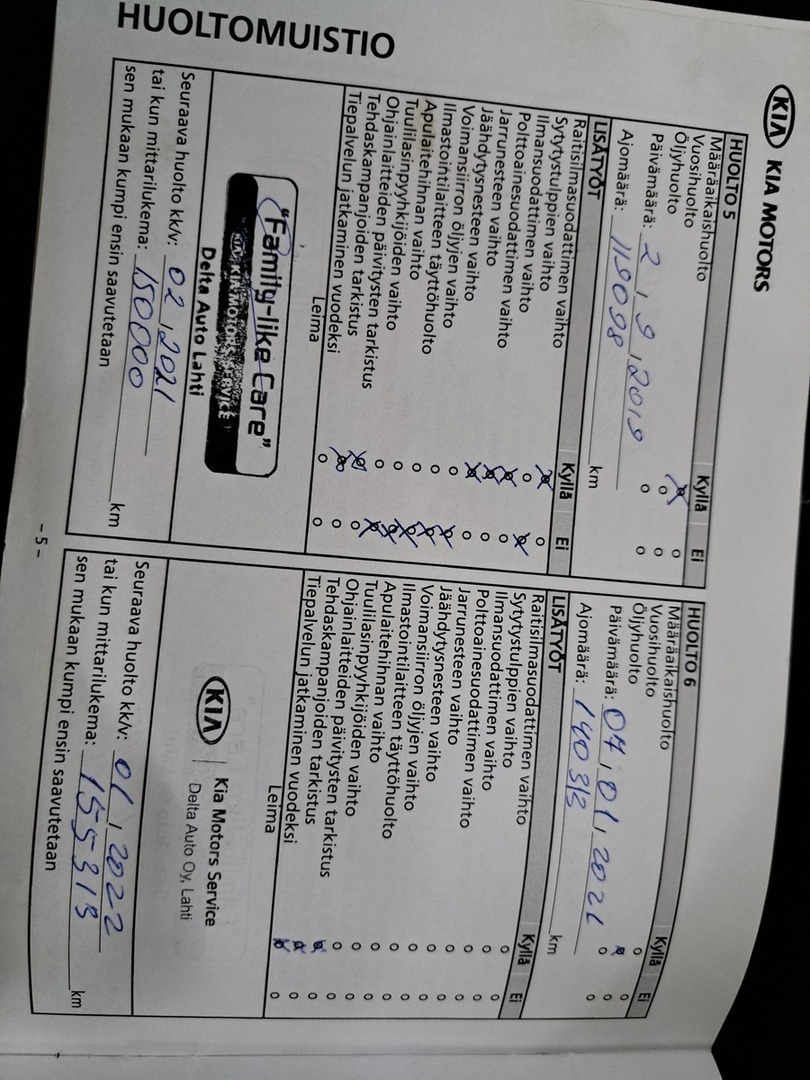 KIA KIA MOTORS
HUOLTOMUISTIO
HUOLTO 5 Kyllä Ei
Määräaikaishuolto
Vuosihuolto
Öljyhuolto
Päivämäärä: 2, 9, 2019
Ajomäärä: 119098 km
LISÄTYÖT Kyllä Ei
Raitisilmasuodattimen vaihto
Sytytystulppien vaihto
Ilmansuodattimen vaihto
Polttoainesuodattimen vaihto
Jarrunesteen vaihto
Jäähdytysnesteen vaihto
Voimansiirron öljyjen vaihto
Ilmastointilaitteen täyttöhuolto
Apulaitehihnan vaihto
Tuulilasinpyyhkijöiden vaihto
Ohjainlaitteiden päivitysten tarkistus
Tehdaskampanjoiden tarkistus
Tiepalvelun jatkaminen vuodeksi
Leima
"Family-like Care"
KIA MOTORS SERVICE
Delta Auto Lahti
Seuraava huolto kk/v: 02, 2021
tai kun mittarilukema: 150000 km
sen mukaan kumpi ensin saavutetaan
HUOLTO 6 Kyllä Ei
Määräaikaishuolto
Vuosihuolto
Öljyhuolto
Päivämäärä: 04, 01, 2021
Ajomäärä: 140313 km
LISÄTYÖT Kyllä Ei
Raitisilmasuodattimen vaihto
Sytytystulppien vaihto
Ilmansuodattimen vaihto
Polttoainesuodattimen vaihto
Jarrunesteen vaihto
Jäähdytysnesteen vaihto
Voimansiirron öljyjen vaihto
Ilmastointilaitteen täyttöhuolto
Apulaitehihnan vaihto
Tuulilasinpyyhkijöiden vaihto
Ohjainlaitteiden päivitysten tarkistus
Tehdaskampanjoiden tarkistus
Tiepalvelun jatkaminen vuodeksi
Leima
KIA Kia Motors Service
Delta Auto Oy, Lahti
Seuraava huolto kk/v: 01, 2022
tai kun mittarilukema: 155313 km
sen mukaan kumpi ensin saavutetaan
- 5 -